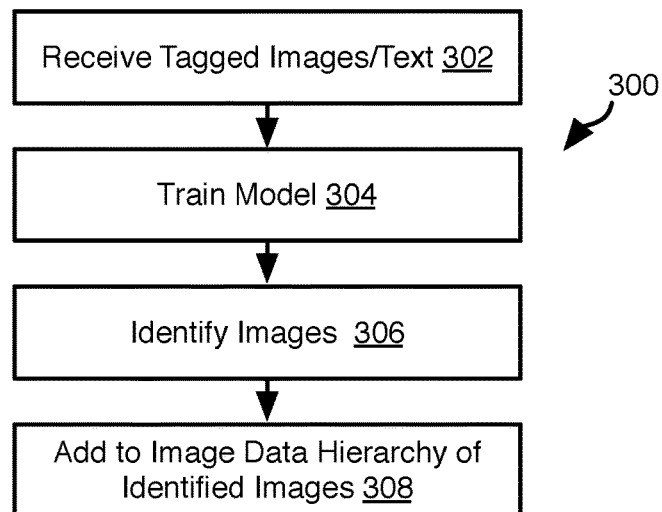 Receive Tagged Images/Text 302
300
Train Model 304
Identify Images 306
Add to Image Data Hierarchy of
Identified Images 308